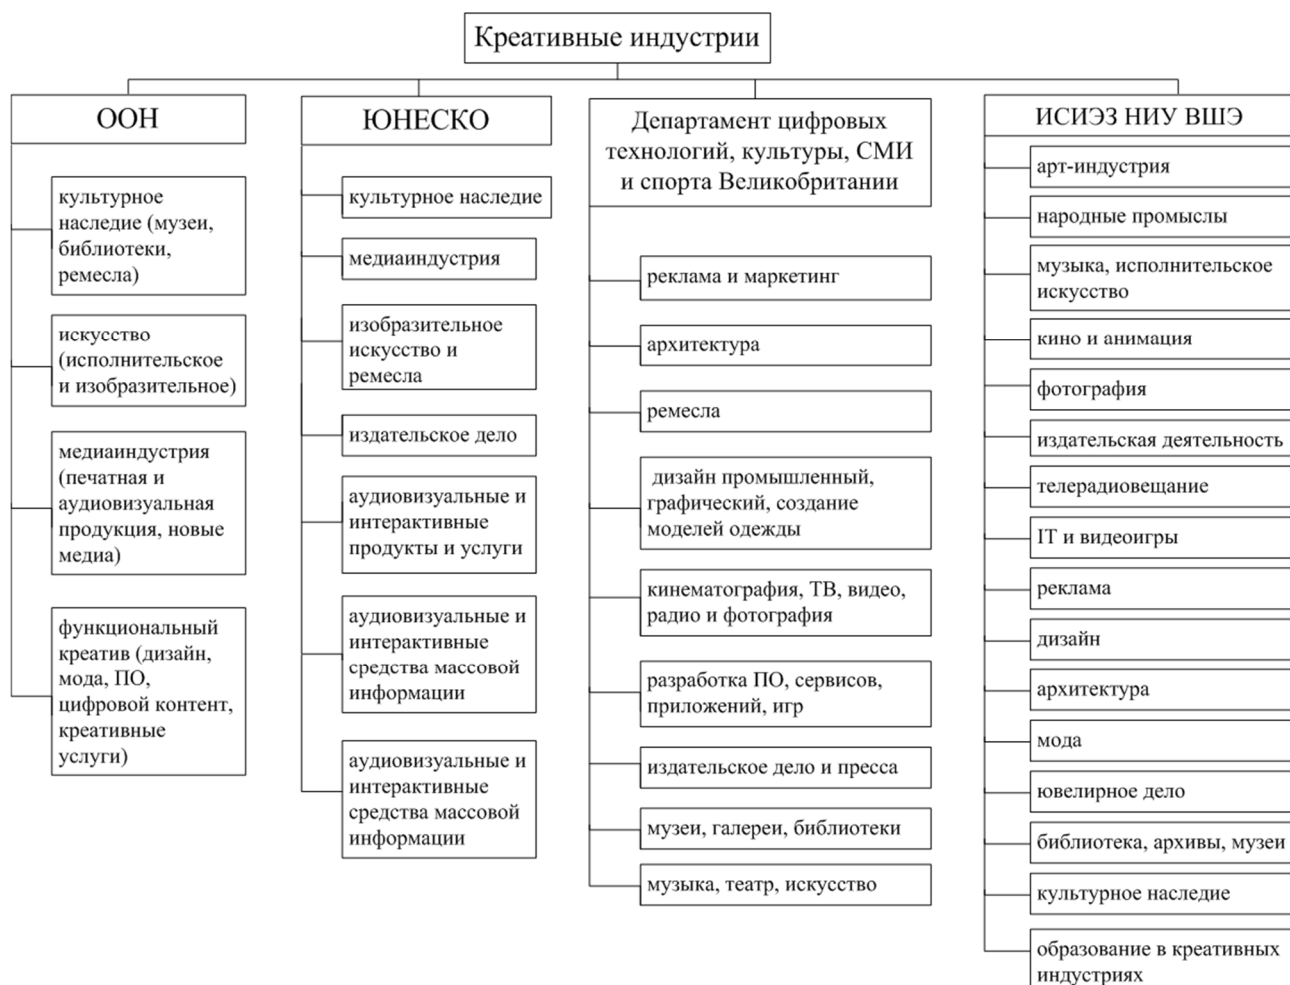 Креативные индустрии
ООН
культурное
наследие (музеи,
библиотеки,
ремесла)
искусство
(исполнительское
и изобразительное)
медиаиндустрия
(печатная и
аудиовизуальная
продукция, новые
медиа)
функциональный
креатив (дизайн,
мода, ПО,
цифровой контент,
креативные
услуги)
ЮНЕСКО
культурное наследие
медиаиндустрия
изобразительное
искусство и
ремесла
издательское дело
аудиовизуальные и
интерактивные
продукты и услуги
аудиовизуальные и
интерактивные
средства массовой
информации
аудиовизуальные и
интерактивные
средства массовой
информации
Департамент цифровых
технологий, культуры, СМИ
и спорта Великобритании
реклама и маркетинг
архитектура
ремесла
дизайн промышленный,
графический, создание
моделей одежды
кинематография, ТВ, видео,
радио и фотография
разработка ПО, сервисов,
приложений, игр
издательское дело и пресса
музеи, галереи, библиотеки
музыка, театр, искусство
ИСИЭЗ НИУ ВШЭ
арт-индустрия
народные промыслы
музыка, исполнительское
искусство
кино и анимация
фотография
издательская деятельность
телерадиовещание
IT и видеоигры
реклама
дизайн
архитектура
мода
ювелирное дело
библиотека, архивы, музеи
культурное наследие
образование в креативных
индустриях